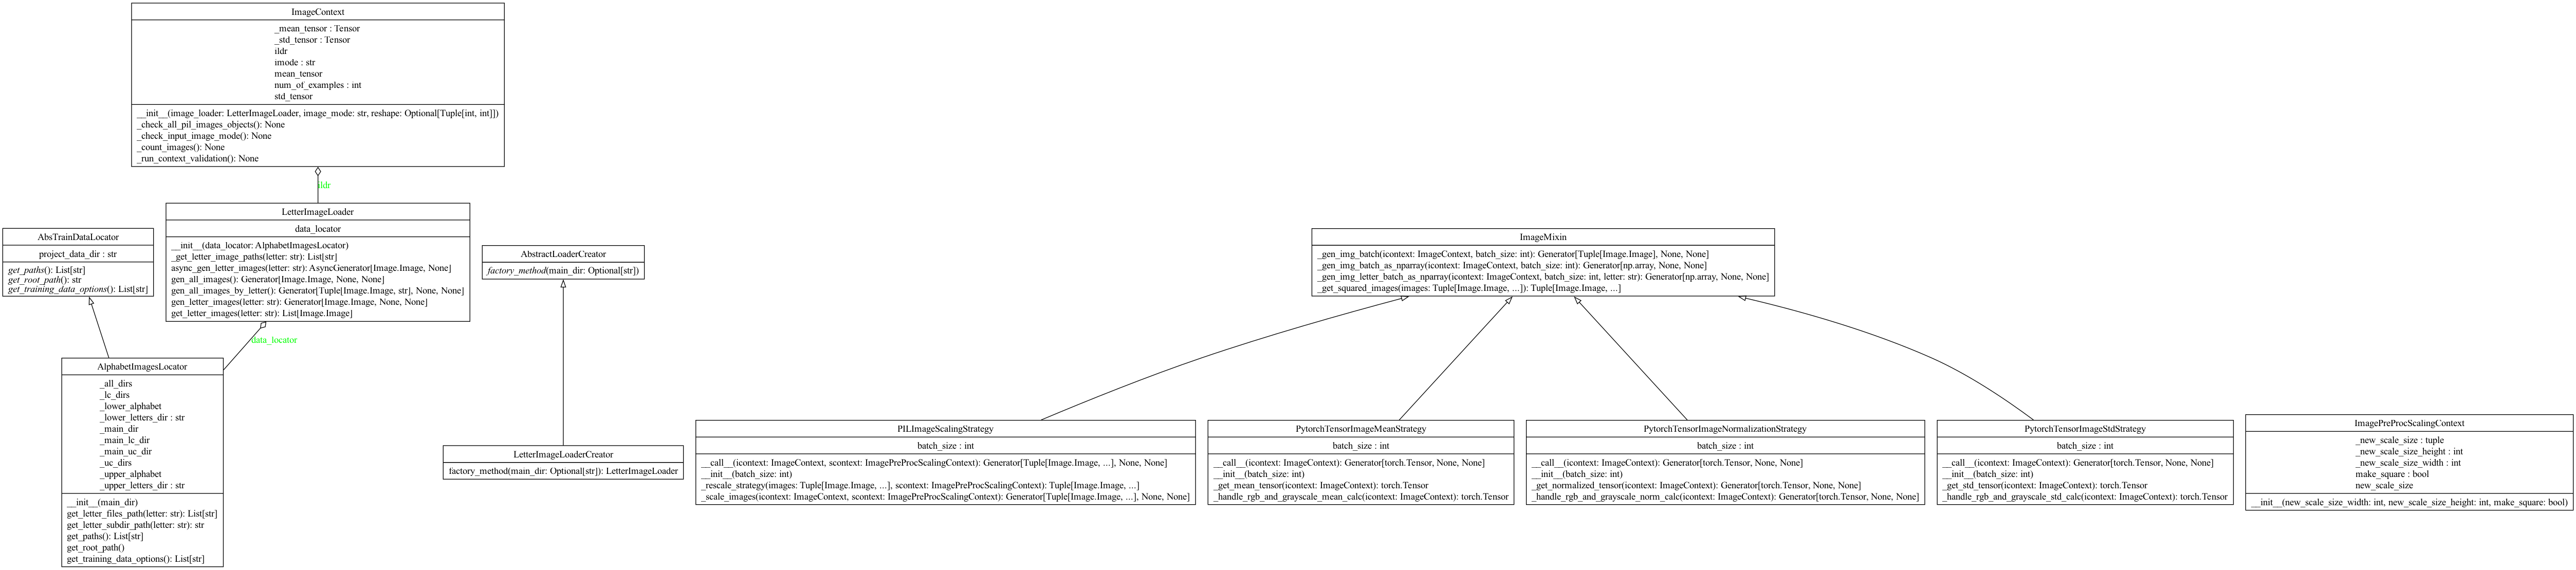 ImageContext
_mean_tensor : Tensor
_std_tensor : Tensor
ildr
imode : str
mean_tensor
num_of_examples : int
std_tensor
__init__(image_loader: LetterImageLoader, image_mode: str, reshape: Optional[Tuple[int, int]])
_check_all_pil_images_objects(): None
_check_input_image_mode(): None
_count_images(): None
_run_context_validation(): None
ildr
AbsTrainDataLocator
project_data_dir : str
get_paths(): List[str]
get_root_path(): str
get_training_data_options(): List[str]
LetterImageLoader
data_locator
__init__(data_locator: AlphabetImagesLocator)
_get_letter_image_paths(letter: str): List[str]
async_gen_letter_images(letter: str): AsyncGenerator[Image.Image, None]
gen_all_images(): Generator[Image.Image, None, None]
gen_all_images_by_letter(): Generator[Tuple[Image.Image, str], None, None]
gen_letter_images(letter: str): Generator[Image.Image, None, None]
get_letter_images(letter: str): List[Image.Image]
AbstractLoaderCreator
factory_method(main_dir: Optional[str])
ImageMixin
_gen_img_batch(icontext: ImageContext, batch_size: int): Generator[Tuple[Image.Image], None, None]
_gen_img_batch_as_nparray(icontext: ImageContext, batch_size: int): Generator[np.array, None, None]
_gen_img_letter_batch_as_nparray(icontext: ImageContext, batch_size: int, letter: str): Generator[np.array, None, None]
_get_squared_images(images: Tuple[Image.Image, ...]): Tuple[Image.Image, ...]
data_locator
AlphabetImagesLocator
_all_dirs
_lc_dirs
_lower_alphabet
_lower_letters_dir : str
_main_dir
_main_lc_dir
_main_uc_dir
_uc_dirs
_upper_alphabet
_upper_letters_dir : str
__init__(main_dir)
get_letter_files_path(letter: str): List[str]
get_letter_subdir_path(letter: str): str
get_paths(): List[str]
get_root_path()
get_training_data_options(): List[str]
LetterImageLoaderCreator
factory_method(main_dir: Optional[str]): LetterImageLoader
PILImageScalingStrategy
batch_size : int
__call__(icontext: ImageContext, scontext: ImagePreProcScalingContext): Generator[Tuple[Image.Image, ...], None, None]
__init__(batch_size: int)
_rescale_strategy(images: Tuple[Image.Image, ...], scontext: ImagePreProcScalingContext): Tuple[Image.Image, ...]
_scale_images(icontext: ImageContext, scontext: ImagePreProcScalingContext): Generator[Tuple[Image.Image, ...], None, None]
PytorchTensorImageMeanStrategy
batch_size : int
__call__(icontext: ImageContext): Generator[torch.Tensor, None, None]
__init__(batch_size: int)
_get_mean_tensor(icontext: ImageContext): torch.Tensor
_handle_rgb_and_grayscale_mean_calc(icontext: ImageContext): torch.Tensor
PytorchTensorImageNormalizationStrategy
batch_size : int
__call__(icontext: ImageContext): Generator[torch.Tensor, None, None]
__init__(batch_size: int)
_get_normalized_tensor(icontext: ImageContext): Generator[torch.Tensor, None, None]
_handle_rgb_and_grayscale_norm_calc(icontext: ImageContext): Generator[torch.Tensor, None, None]
PytorchTensorImageStdStrategy
batch_size : int
__call__(icontext: ImageContext): Generator[torch.Tensor, None, None]
__init__(batch_size: int)
_get_std_tensor(icontext: ImageContext): torch.Tensor
_handle_rgb_and_grayscale_std_calc(icontext: ImageContext): torch.Tensor
ImagePreProcScalingContext
_new_scale_size : tuple
_new_scale_size_height : int
_new_scale_size_width : int
make_square : bool
new_scale_size
__init__(new_scale_size_width: int, new_scale_size_height: int, make_square: bool)